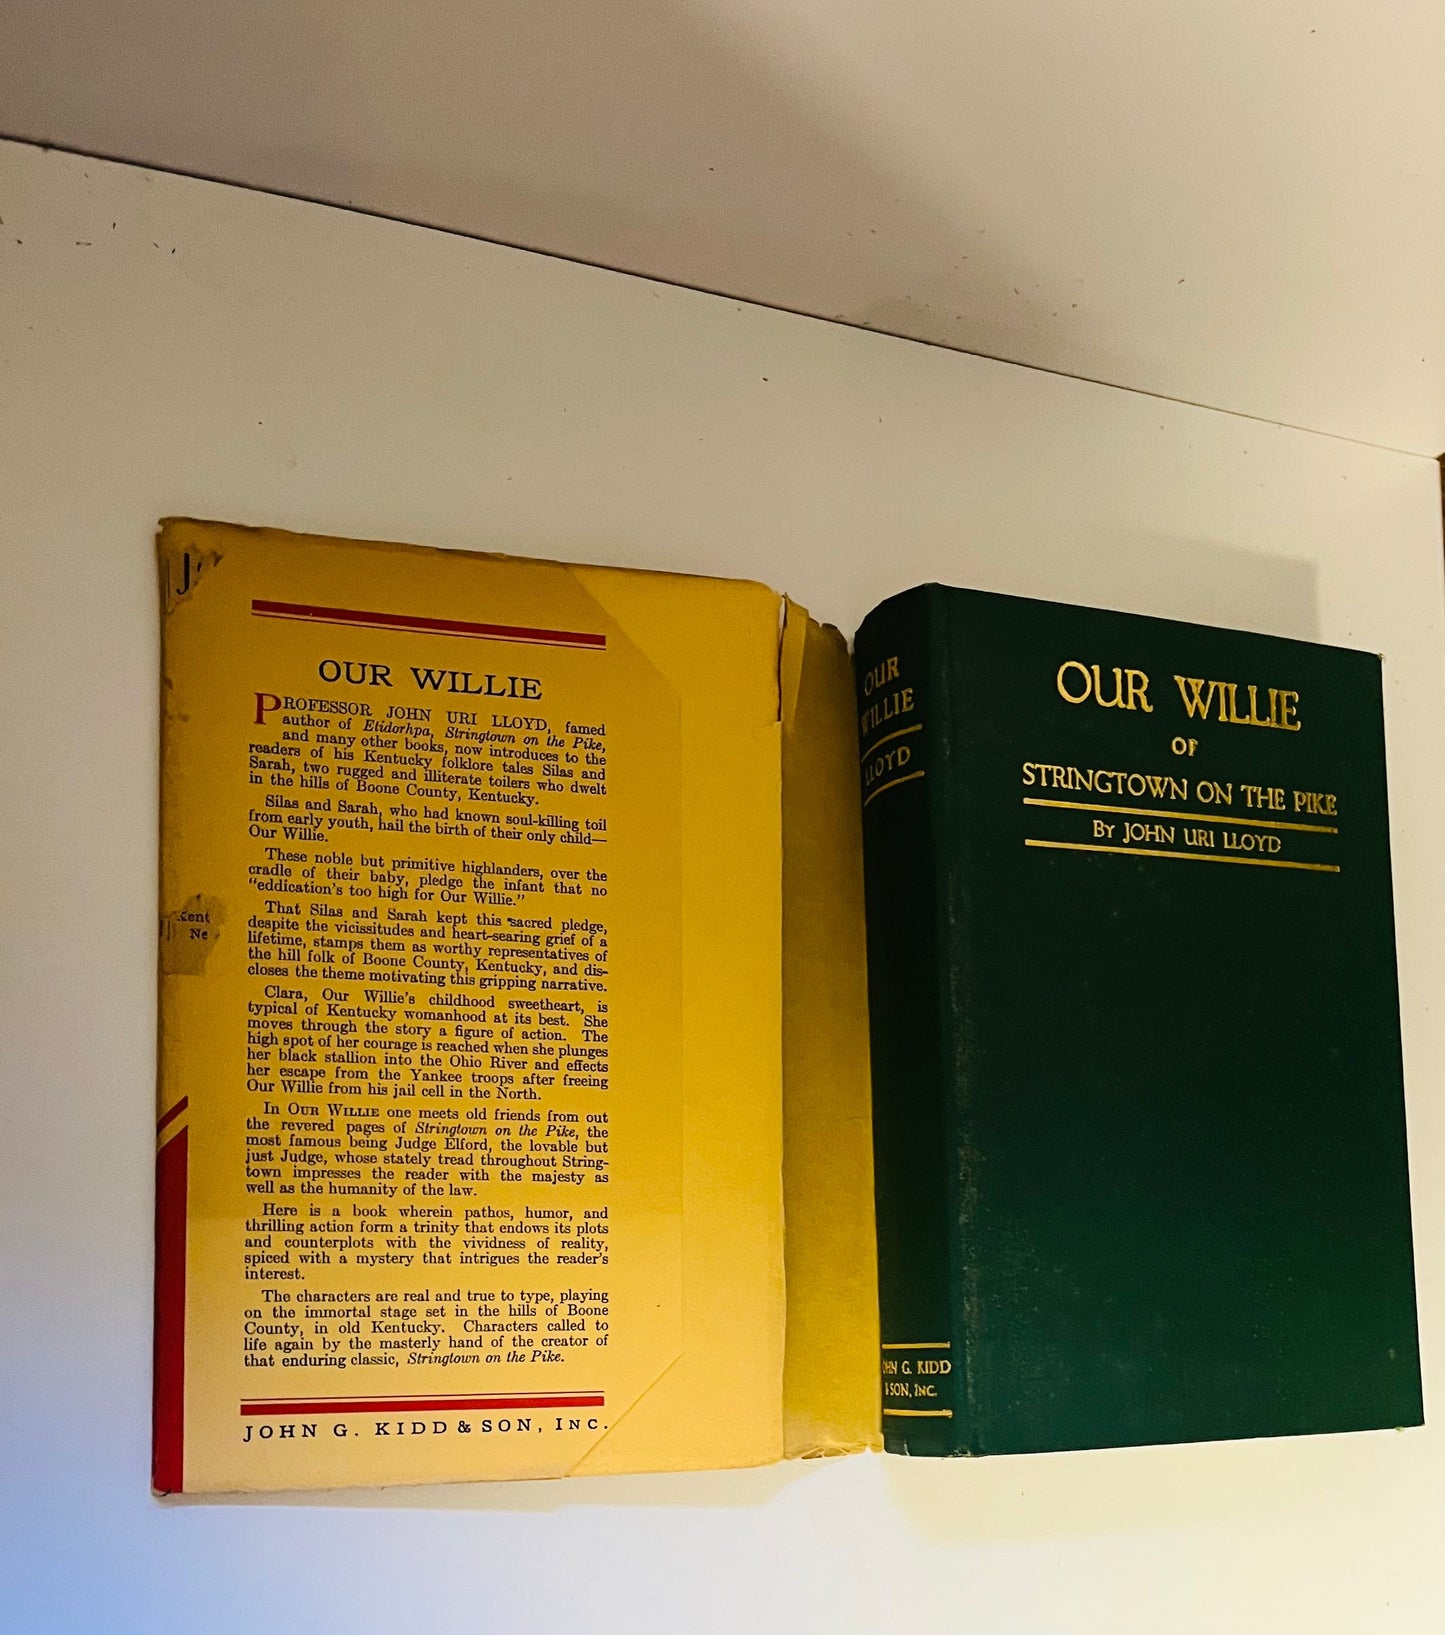 OUR WILLIE
PROFESSOR JOHN URI LLOYD, famed
author of Etidorhpa, Stringtown on the Pike,
and many other books, now introduces to the
readers of his Kentucky folklore tales Silas and
Sarah, two rugged and illiterate toilers who dwelt
in the hills of Boone County, Kentucky.
Silas and Sarah, who had known soul-killing toil
from early youth, hail the birth of their only child—
Our Willie.
These noble but primitive highlanders, over the
cradle of their baby, pledge the infant that no
"eddication's too high for Our Willie."
That Silas and Sarah kept this sacred pledge,
despite the vicissitudes and heart-searing grief of a
lifetime, stamps them as worthy representatives of
the hill folk of Boone County, Kentucky, and dis-
closes the theme motivating this gripping narrative.
Clara, Our Willie's childhood sweetheart, is
typical of Kentucky womanhood at its best. She
moves through the story a figure of action. The
high spot of her courage is reached when she plunges
her black stallion into the Ohio River and effects
her escape from the Yankee troops after freeing
Our Willie from his jail cell in the North.
In OUR WILLIE one meets old friends from out
the revered pages of Stringtown on the Pike, the
most famous being Judge Elford, the lovable but
just Judge, whose stately tread throughout String-
town impresses the reader with the majesty as
well as the humanity of the law.
Here is a book wherein pathos, humor, and
thrilling action form a trinity that endows its plots
and counterplots with the vividness of reality,
spiced with a mystery that intrigues the reader's
interest.
The characters are real and true to type, playing
on the immortal stage set in the hills of Boone
County, in old Kentucky. Characters called to
life again by the masterly hand of the creator of
that enduring classic, Stringtown on the Pike.
JOHN G. KIDD & SON, INC.
Kent
Ne
OUR
WILLIE
LLOYD
JOHN G. KIDD
& SON, INC.
OUR WILLIE
OF
STRINGTOWN ON THE PIKE
By JOHN URI LLOYD